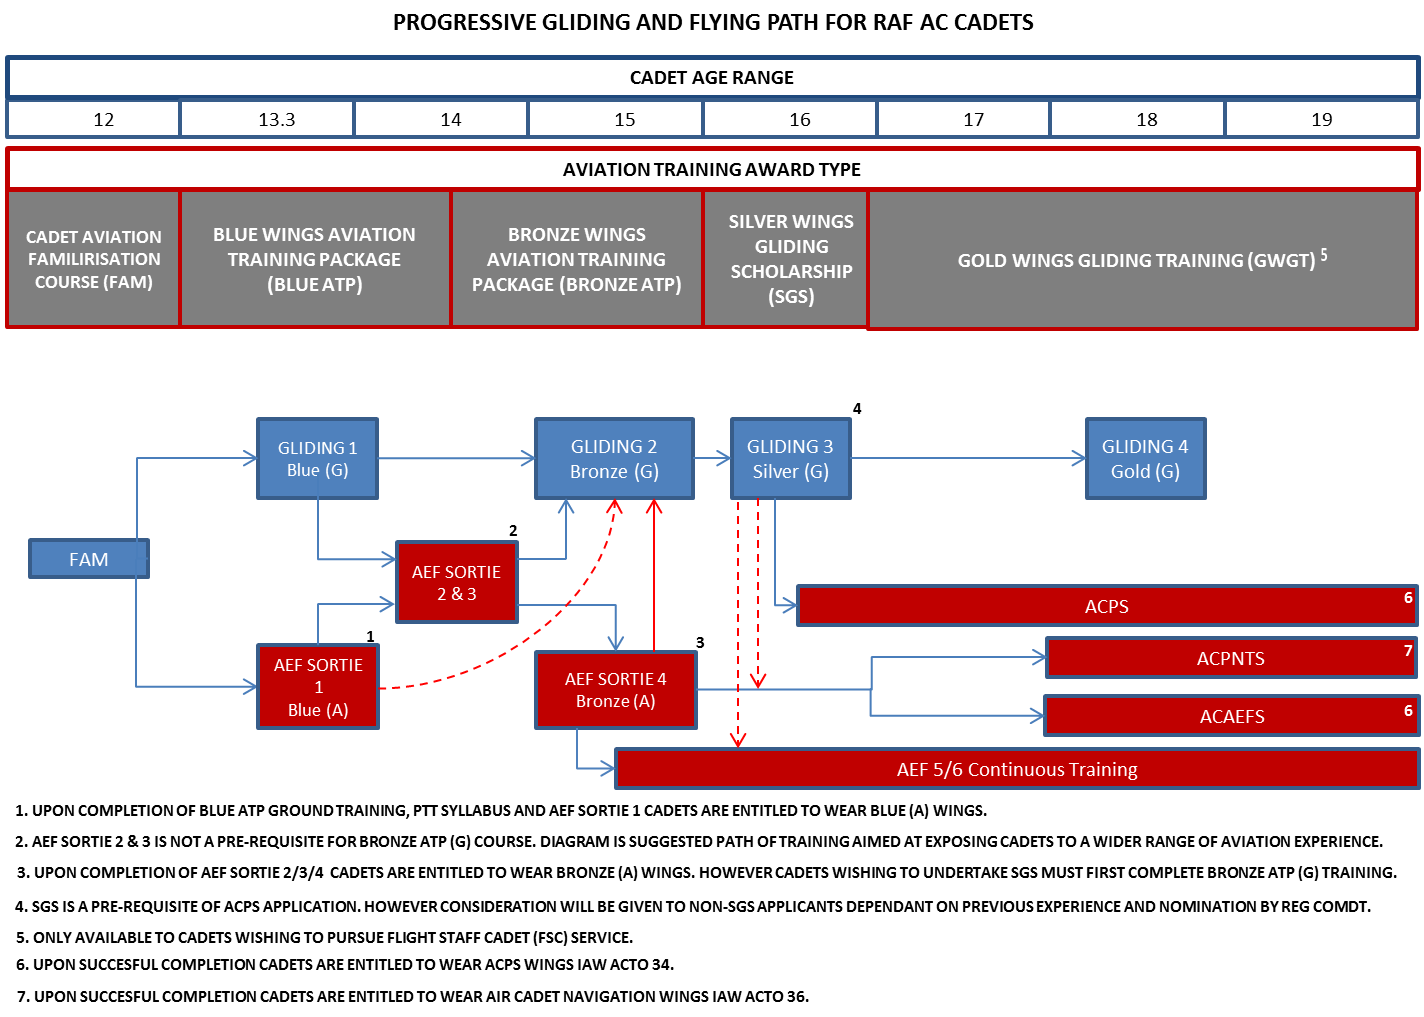 PROGRESSIVE GLIDING AND FLYING PATH FOR RAF AC CADETS
CADET AGE RANGE
12 13.3 14 15 16 17 18 19
AVIATION TRAINING AWARD TYPE
CADET AVIATION
FAMILIRISATION
COURSE (FAM)
BLUE WINGS AVIATION
TRAINING PACKAGE
(BLUE ATP)
BRONZE WINGS
AVIATION TRAINING
PACKAGE (BRONZE ATP)
SILVER WINGS
GLIDING
SCHOLARSHIP
(SGS)
GOLD WINGS GLIDING TRAINING (GWGT) 5
GLIDING 1
Blue (G)
GLIDING 2
Bronze (G)
4
GLIDING 3
Silver (G)
GLIDING 4
Gold (G)
FAM
2
AEF SORTIE
2 & 3
1
AEF SORTIE
1
Blue (A)
3
AEF SORTIE 4
Bronze (A)
ACPS 6
ACPNTS 7
ACAEFS 6
AEF 5/6 Continuous Training
1. UPON COMPLETION OF BLUE ATP GROUND TRAINING, PTT SYLLABUS AND AEF SORTIE 1 CADETS ARE ENTITLED TO WEAR BLUE (A) WINGS.
2. AEF SORTIE 2 & 3 IS NOT A PRE-REQUISITE FOR BRONZE ATP (G) COURSE. DIAGRAM IS SUGGESTED PATH OF TRAINING AIMED AT EXPOSING CADETS TO A WIDER RANGE OF AVIATION EXPERIENCE.
3. UPON COMPLETION OF AEF SORTIE 2/3/4 CADETS ARE ENTITLED TO WEAR BRONZE (A) WINGS. HOWEVER CADETS WISHING TO UNDERTAKE SGS MUST FIRST COMPLETE BRONZE ATP (G) TRAINING.
4. SGS IS A PRE-REQUISITE OF ACPS APPLICATION. HOWEVER CONSIDERATION WILL BE GIVEN TO NON-SGS APPLICANTS DEPENDANT ON PREVIOUS EXPERIENCE AND NOMINATION BY REG COMDT.
5. ONLY AVAILABLE TO CADETS WISHING TO PURSUE FLIGHT STAFF CADET (FSC) SERVICE.
6. UPON SUCCESFUL COMPLETION CADETS ARE ENTITLED TO WEAR ACPS WINGS IAW ACTO 34.
7. UPON SUCCESFUL COMPLETION CADETS ARE ENTITLED TO WEAR AIR CADET NAVIGATION WINGS IAW ACTO 36.